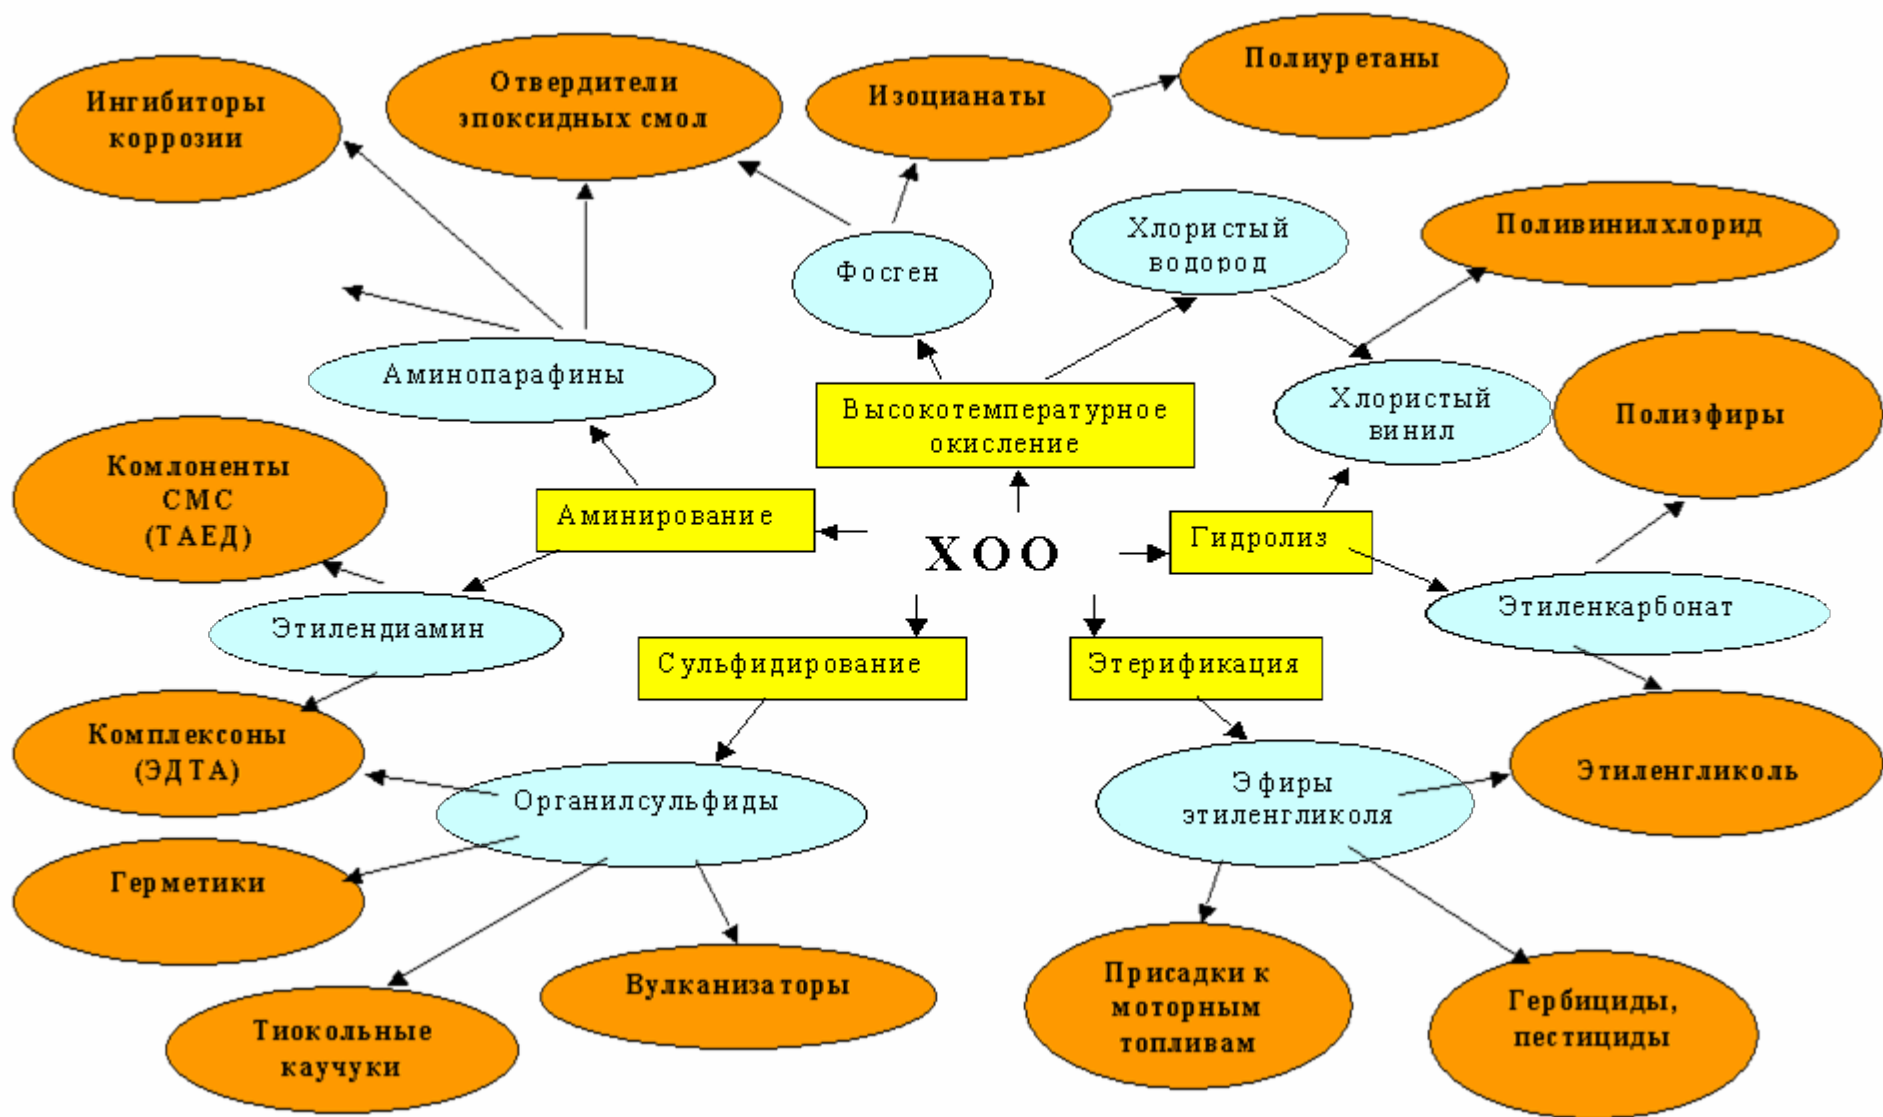 Ингибиторы
коррозии
Отвердители
эпоксидных смол
Изоцианаты
Полиуретаны
Фосген
Хлористый
водород
Поливинилхлорид
Аминопарафины
Высокотемпературное
окисление
Хлористый
винил
Полиэфиры
Комлоненты
СМС
(ТАЕД)
Аминирование
ХОО
Гидролиз
Этилендиамин
Сульфидирование
Этерификация
Этиленкарбонат
Комплексоны
(ЭДТА)
Органилсульфиды
Эфиры
этиленгликоля
Этиленгликоль
Герметики
Вулканизаторы
Тиокольные
каучуки
Присадки к
моторным
топливам
Гербициды,
пестициды